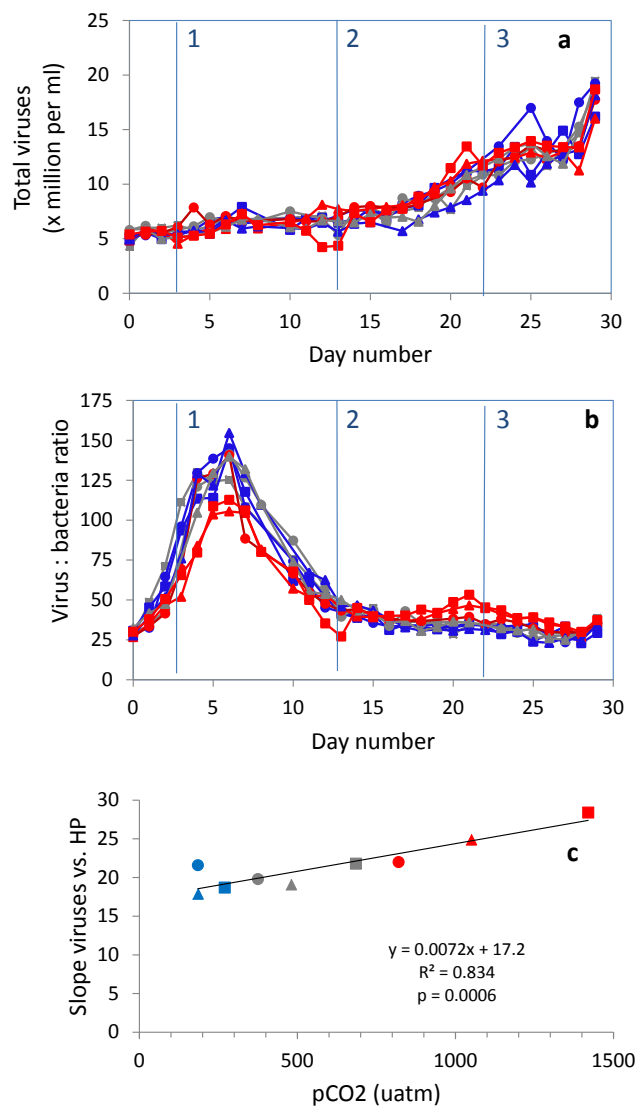 1 2 3 a
25
20
15
10
5
0
Total viruses
(x million per ml)
0 5 10 15 20 25 30
Day number
1 2 3 b
175
150
125
100
75
50
25
0
Virus : bacteria ratio
0 5 10 15 20 25 30
Day number
30
25
20
15
10
5
0
Slope viruses vs. HP
c
y = 0.0072x + 17.2
R² = 0.834
p = 0.0006
0 500 1000 1500
pCO2 (uatm)